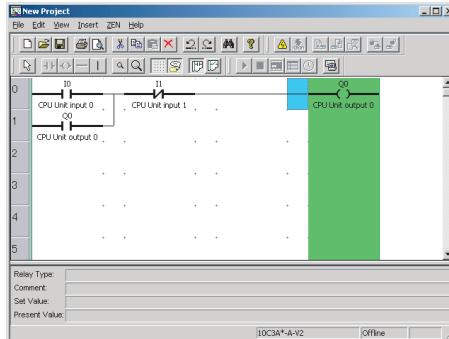 New Project
File Edit View Insert ZEN Help
0
I0
I1
Q0
CPU Unit input 0
CPU Unit input 1
CPU Unit output 0
1
Q0
CPU Unit output 0
2
3
4
5
Relay Type:
Comment:
Set Value:
Present Value:
10C3A*-A-V2
Offline